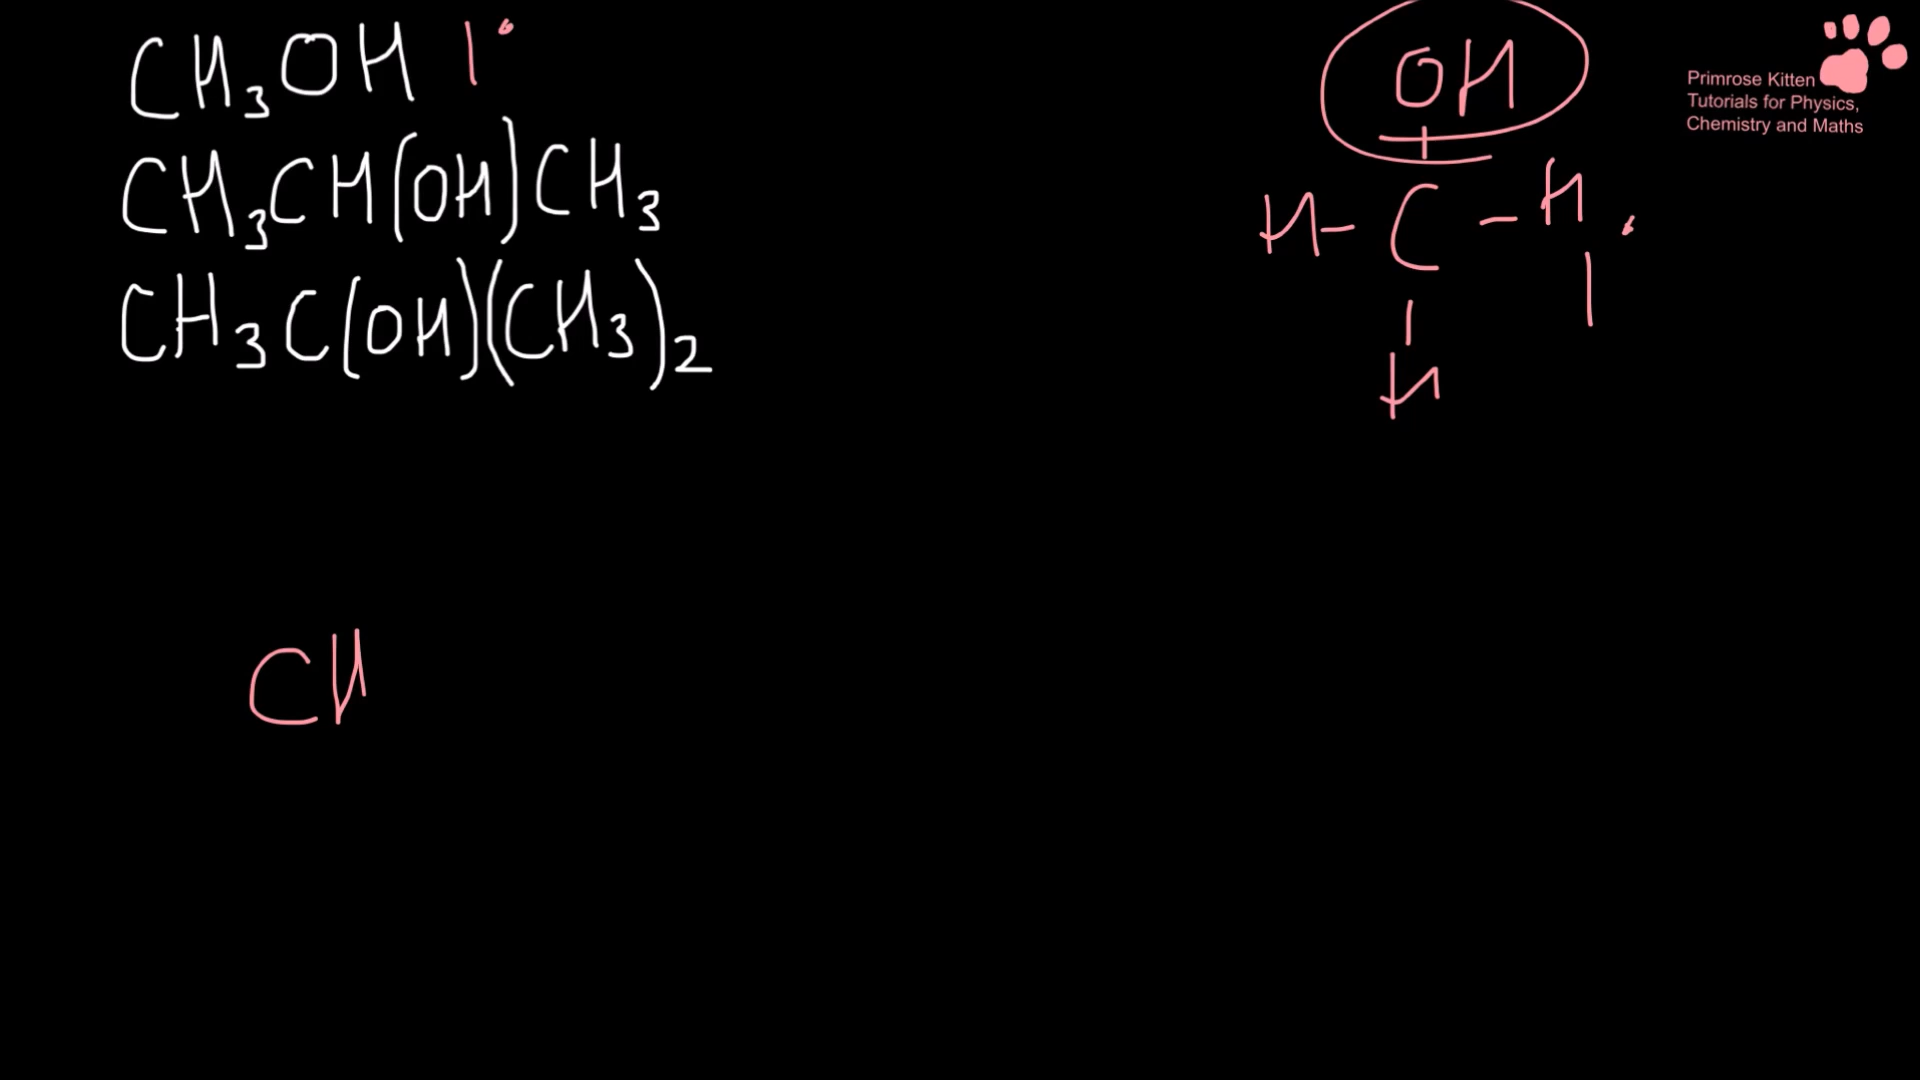 CH₃OH 1°
CH₃CH(OH)CH₃
CH₃C(OH)(CH₃)₂
OH
H-C-H 1°
H
CH
Primrose Kitten
Tutorials for Physics,
Chemistry and Maths